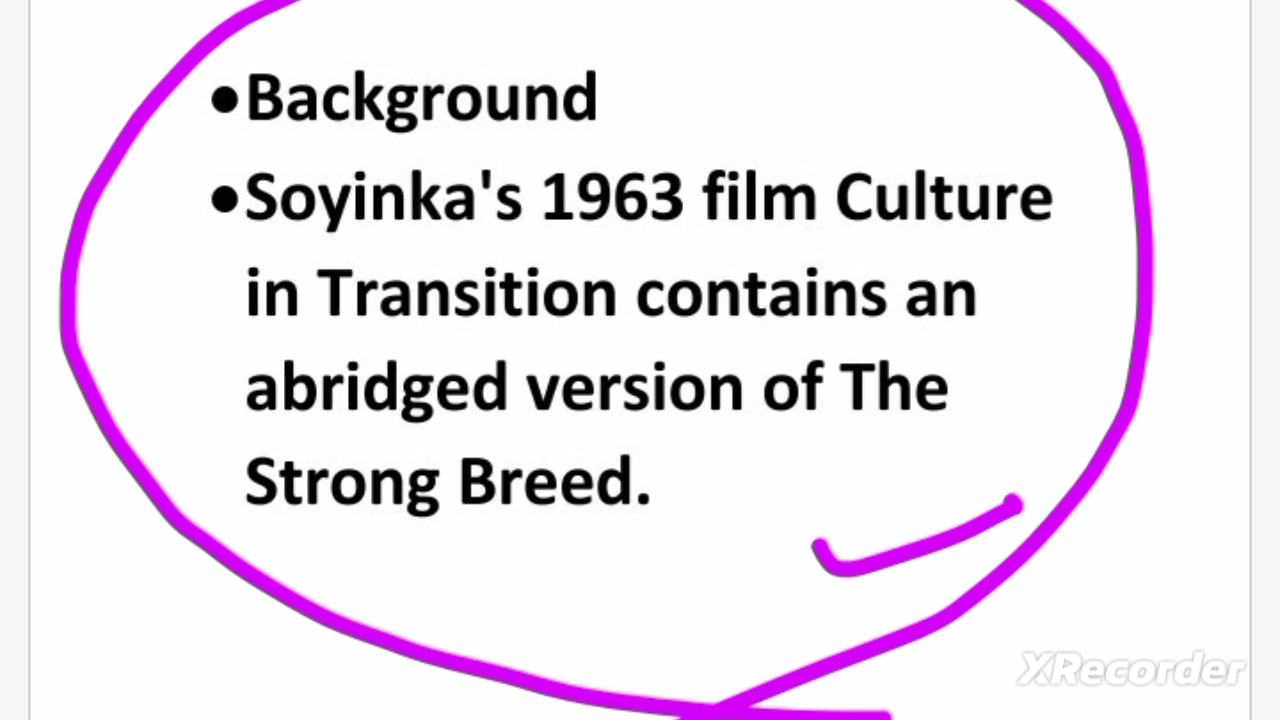 •Background
•Soyinka's 1963 film Culture
in Transition contains an
abridged version of The
Strong Breed.
XRecorder